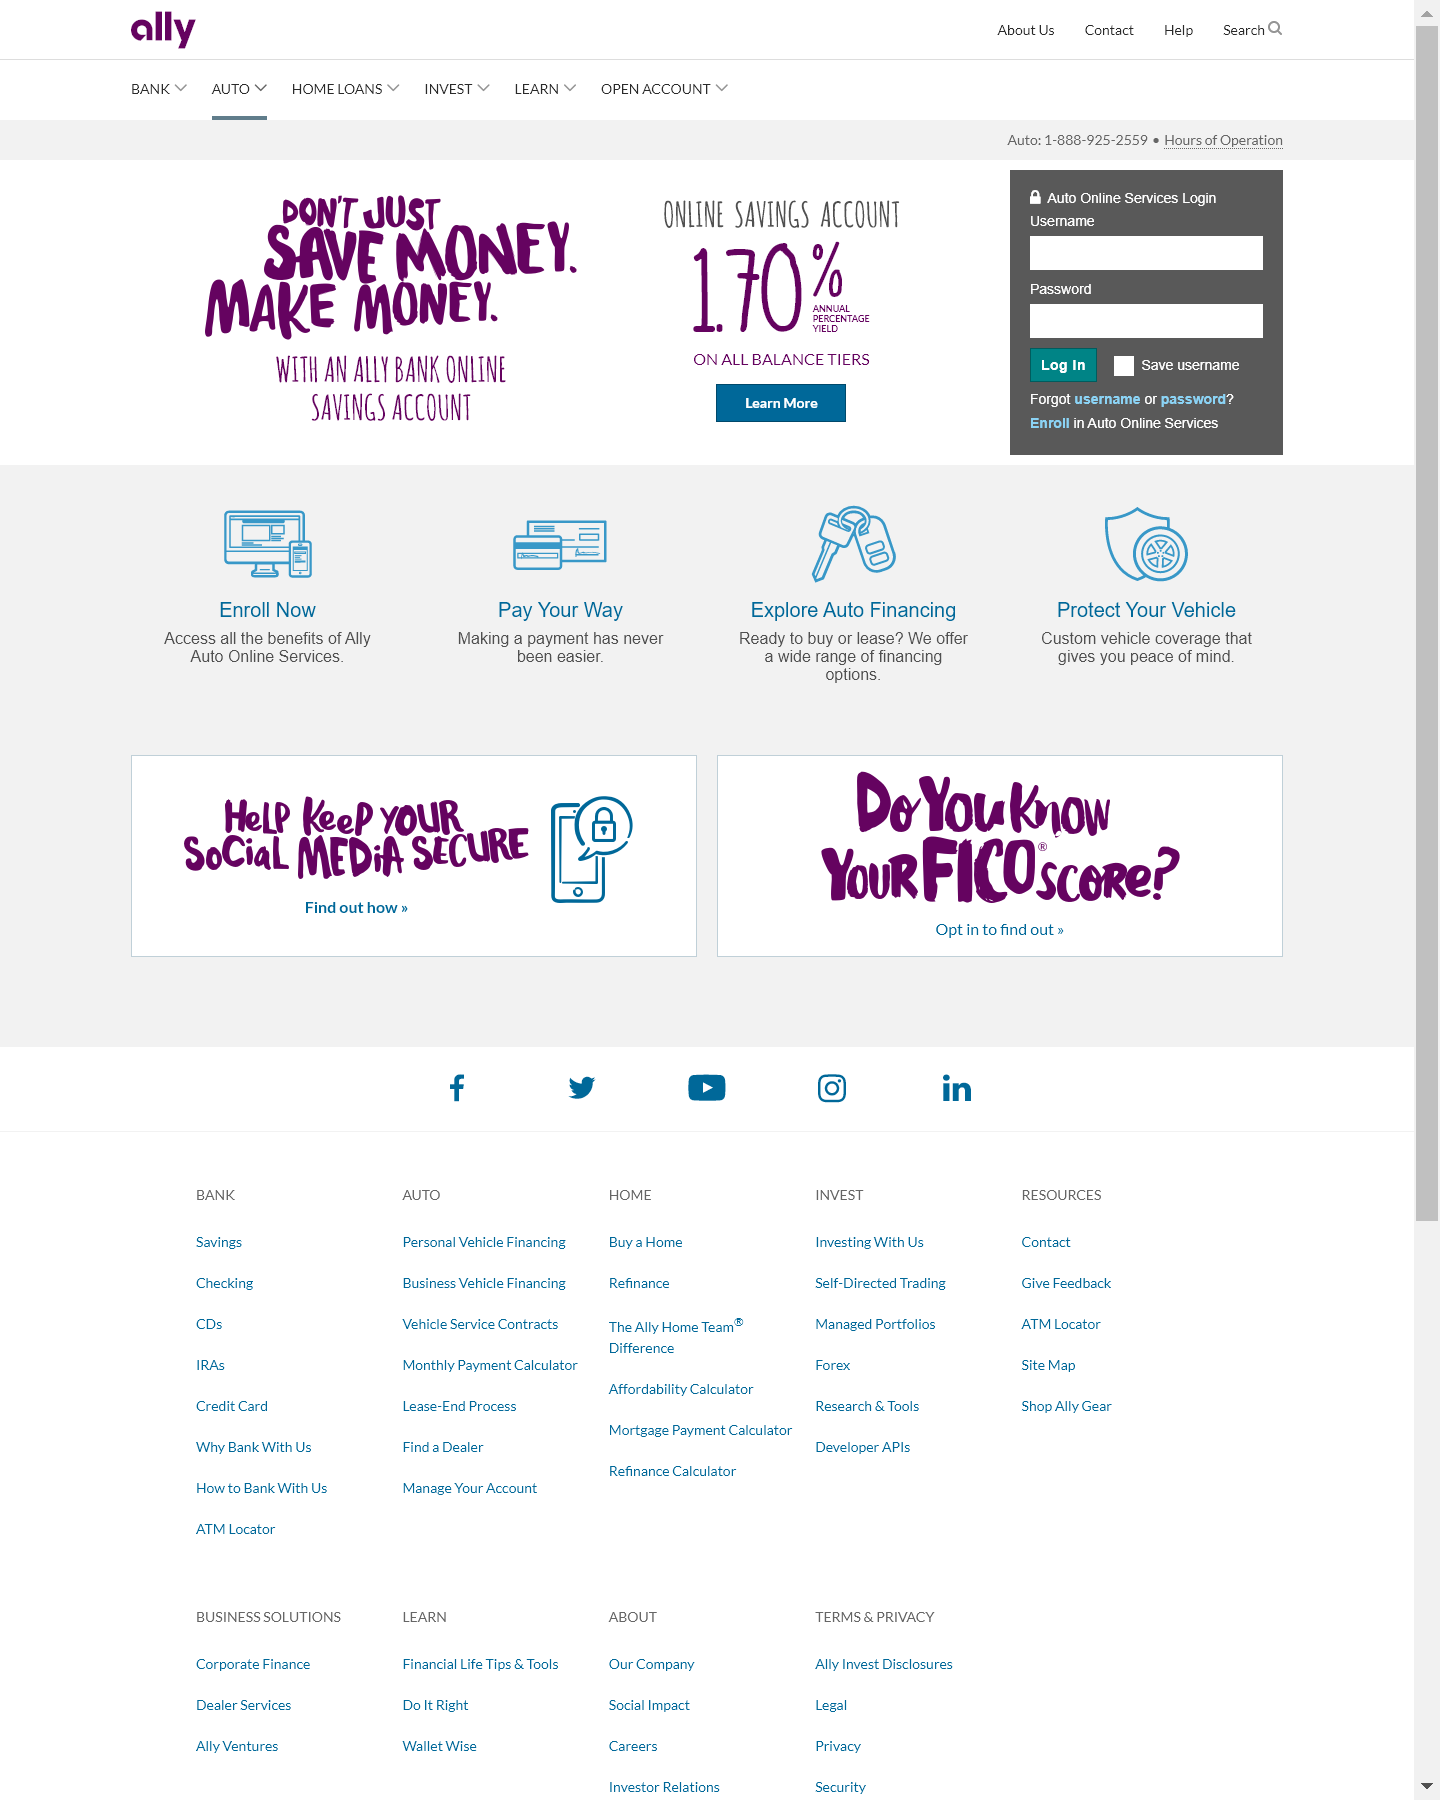 ally
About Us
Contact
Help
Search
BANK
AUTO
HOME LOANS
INVEST
LEARN
OPEN ACCOUNT
Auto: 1-888-925-2559 • Hours of Operation
DON'T JUST
SAVE MONEY.
MAKE MONEY.
WITH AN ALLY BANK ONLINE
SAVINGS ACCOUNT
ONLINE SAVINGS ACCOUNT
1.70%
ANNUAL
PERCENTAGE
YIELD
ON ALL BALANCE TIERS
Learn More
Auto Online Services Login
Username
Password
Log In
Save username
Forgot username or password?
Enroll in Auto Online Services
Enroll Now
Access all the benefits of Ally
Auto Online Services.
Pay Your Way
Making a payment has never
been easier.
Explore Auto Financing
Ready to buy or lease? We offer
a wide range of financing
options.
Protect Your Vehicle
Custom vehicle coverage that
gives you peace of mind.
HeLP KeeP YOUR
SoCiaL MEDiA SECURE
Find out how »
Do You Know
YOUR FICO® SCORe?
Opt in to find out »
BANK
Savings
Checking
CDs
IRAs
Credit Card
Why Bank With Us
How to Bank With Us
ATM Locator
AUTO
Personal Vehicle Financing
Business Vehicle Financing
Vehicle Service Contracts
Monthly Payment Calculator
Lease-End Process
Find a Dealer
Manage Your Account
HOME
Buy a Home
Refinance
The Ally Home Team®
Difference
Affordability Calculator
Mortgage Payment Calculator
Refinance Calculator
INVEST
Investing With Us
Self-Directed Trading
Managed Portfolios
Forex
Research & Tools
Developer APIs
RESOURCES
Contact
Give Feedback
ATM Locator
Site Map
Shop Ally Gear
BUSINESS SOLUTIONS
Corporate Finance
Dealer Services
Ally Ventures
LEARN
Financial Life Tips & Tools
Do It Right
Wallet Wise
ABOUT
Our Company
Social Impact
Careers
Investor Relations
TERMS & PRIVACY
Ally Invest Disclosures
Legal
Privacy
Security